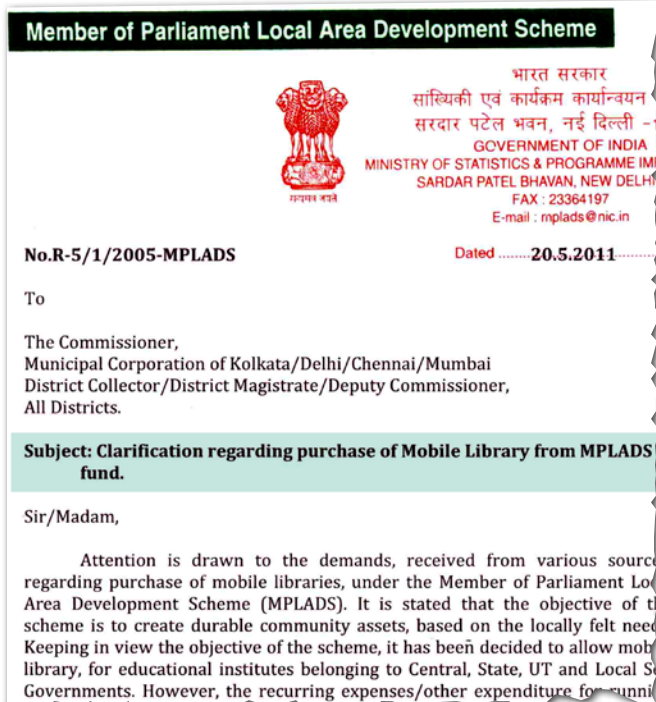 Member of Parliament Local Area Development Scheme
भारत सरकार
सांख्यिकी एवं कार्यक्रम कार्यान्वयन
सरदार पटेल भवन, नई दिल्ली -
GOVERNMENT OF INDIA
MINISTRY OF STATISTICS & PROGRAMME
SARDAR PATEL BHAVAN, NEW DELH
FAX : 23364197
E-mail : mplads@nic.in
सत्यमेव जयते
No.R-5/1/2005-MPLADS
Dated ........20.5.2011............
To
The Commissioner,
Municipal Corporation of Kolkata/Delhi/Chennai/Mumbai
District Collector/District Magistrate/Deputy Commissioner,
All Districts.
Subject: Clarification regarding purchase of Mobile Library from MPLADS
fund.
Sir/Madam,
Attention is drawn to the demands, received from various
regarding purchase of mobile libraries, under the Member of Parliament
Area Development Scheme (MPLADS). It is stated that the objective of
scheme is to create durable community assets, based on the locally felt
Keeping in view the objective of the scheme, it has been decided to allow
library, for educational institutes belonging to Central, State, UT and Local
Governments. However, the recurring expenses/other expenditure for